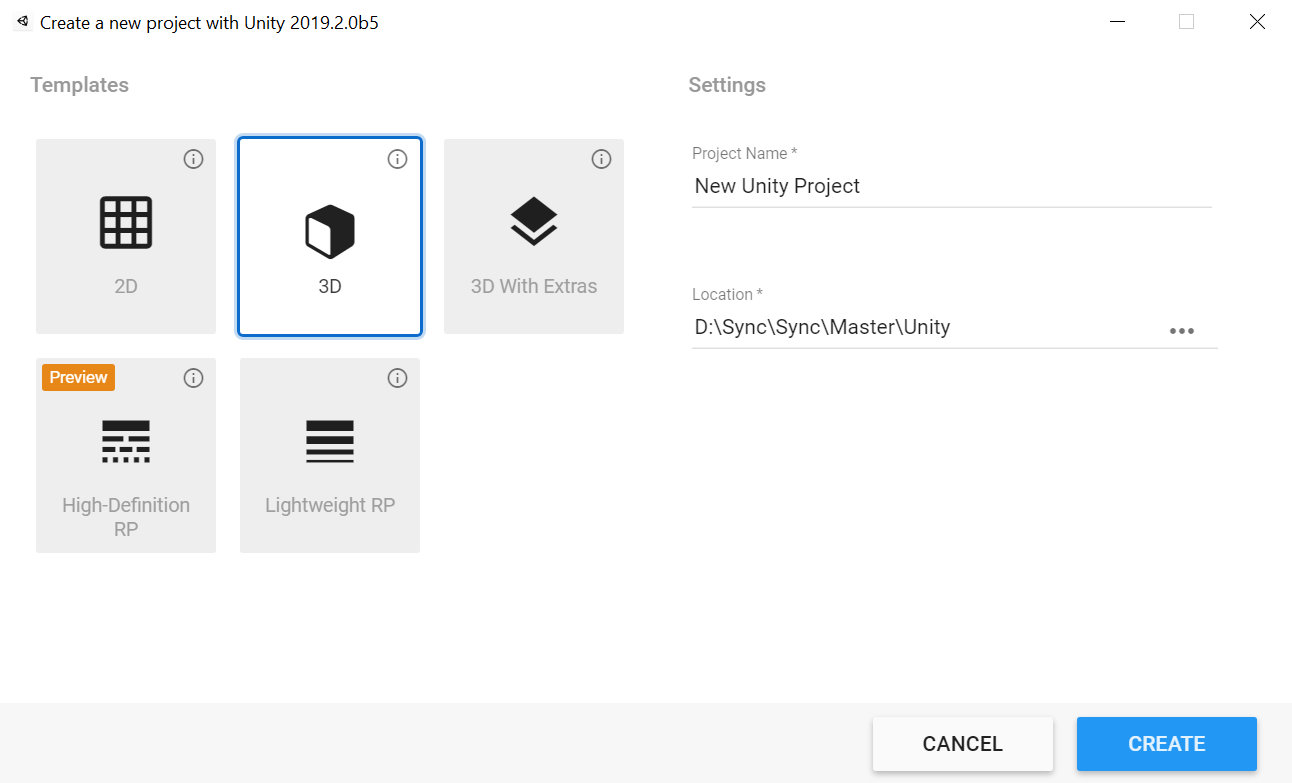 Create a new project with Unity 2019.2.0b5
Templates
Settings
2D
3D
3D With Extras
Preview
High-Definition
RP
Lightweight RP
Project Name *
New Unity Project
Location *
D:\Sync\Sync\Master\Unity
CANCEL
CREATE